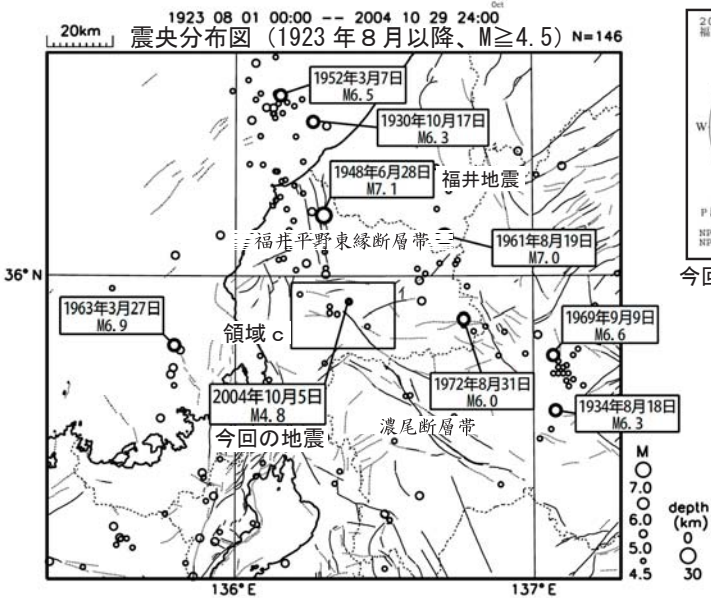 Oct
1923 08 01 00:00 -- 2004 10 29 24:00
20km
震央分布図（1923年８月以降、M≧4.5）
N=146
1952年3月7日
M6.5
1930年10月17日
M6.3
1948年6月28日
M7.1
福井地震
福井平野東縁断層帯
1961年8月19日
M7.0
36°N
1963年3月27日
M6.9
領域ｃ
1969年9月9日
M6.6
2004年10月5日
M4.8
今回の地震
1972年8月31日
M6.0
1934年8月18日
M6.3
濃尾断層帯
M
7.0
6.0
5.0
4.5
depth
(km)
0
30
136°E
137°E
20
福
W
P
NP
NP
今回